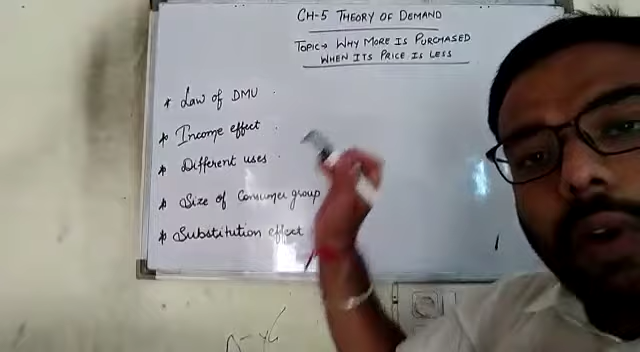 CH-5 THEORY OF DEMAND
TOPIC→ WHY MORE IS PURCHASED
WHEN ITS PRICE IS LESS
* Law of DMU
* Income effect
* Different uses
* Size of Consumer group
* Substitution effect